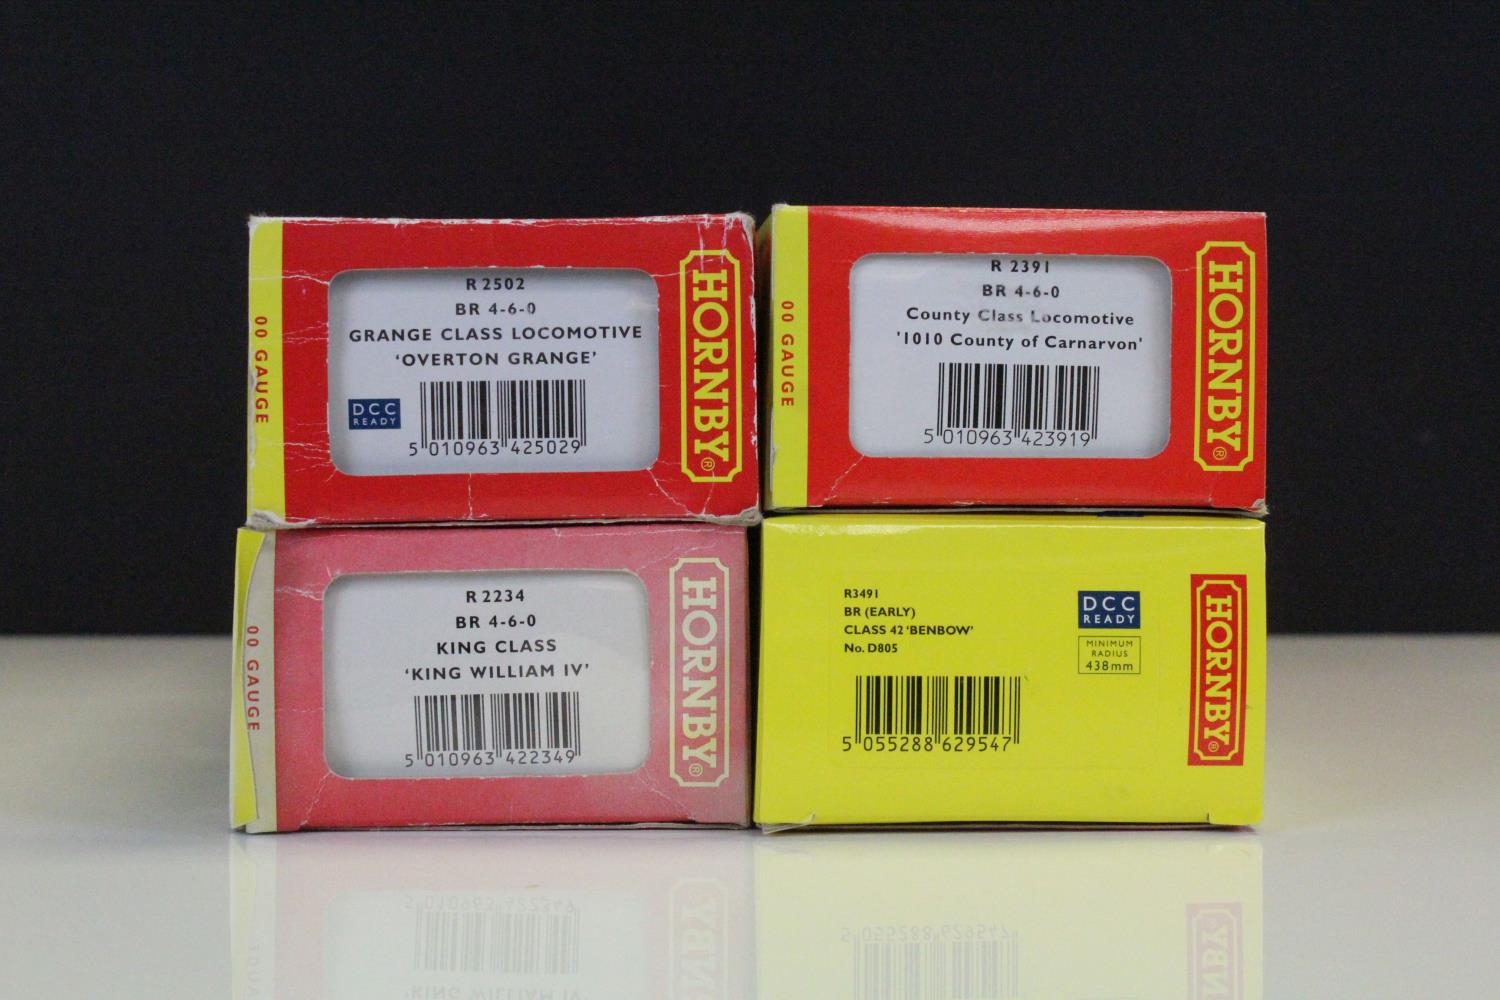 OO GAUGE
R 2502
BR 4-6-0
GRANGE CLASS LOCOMOTIVE
‘OVERTON GRANGE’
DCC
READY
5 010963 425029
HORNBY®
OO GAUGE
R 2391
BR 4-6-0
County Class Locomotive
'1010 County of Carnarvon'
5 010963 423919
HORNBY®
OO GAUGE
R 2234
BR 4-6-0
KING CLASS
‘KING WILLIAM IV’
5 010963 422349
HORNBY®
R3491
BR (EARLY)
CLASS 42 ‘BENBOW’
No. D805
5 055288 629547
DCC
READY
MINIMUM
RADIUS
438mm
HORNBY®